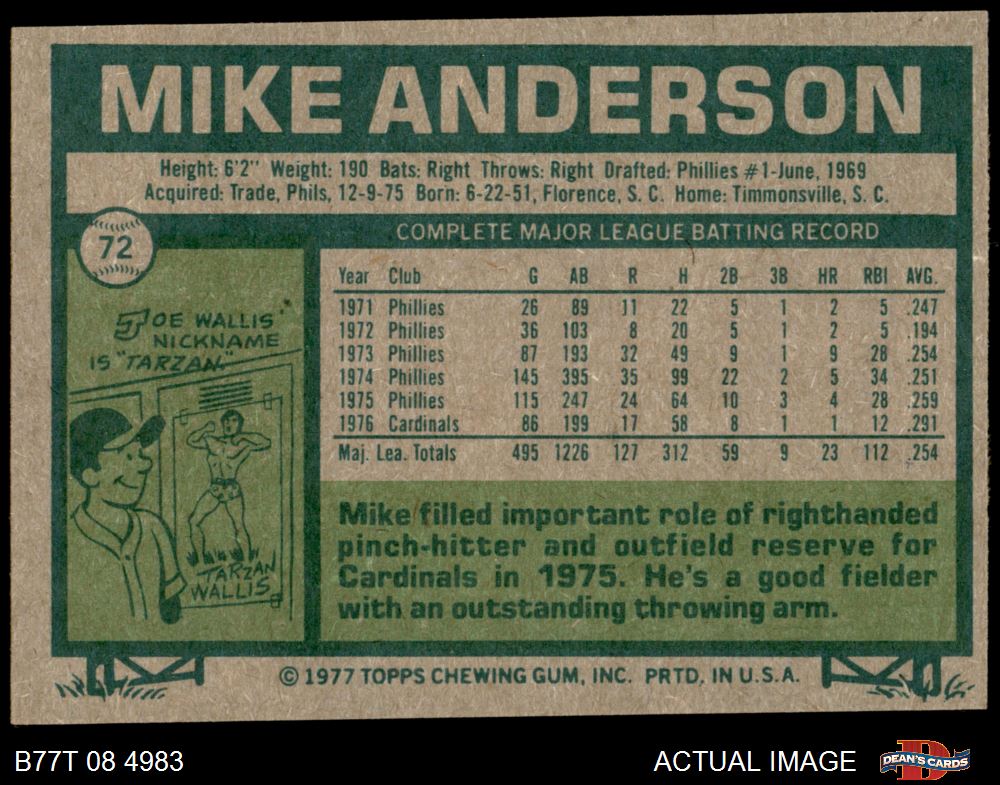 MIKE ANDERSON
Height: 6'2" Weight: 190 Bats: Right Throws: Right Drafted: Phillies #1-June, 1969
Acquired: Trade, Phils, 12-9-75 Born: 6-22-51, Florence, S. C. Home: Timmonsville, S. C.
72
COMPLETE MAJOR LEAGUE BATTING RECORD
Year Club G AB R H 2B 3B HR RBI AVG.
1971 Phillies 26 89 11 22 5 1 2 5 .247
1972 Phillies 36 103 8 20 5 1 2 5 .194
1973 Phillies 87 193 32 49 9 1 9 28 .254
1974 Phillies 145 395 35 99 22 2 5 34 .251
1975 Phillies 115 247 24 64 10 3 4 28 .259
1976 Cardinals 86 199 17 58 8 1 1 12 .291
Maj. Lea. Totals 495 1226 127 312 59 9 23 112 .254
JOE WALLIS'
NICKNAME
IS "TARZAN."
TARZAN
WALLIS
Mike filled important role of righthanded
pinch-hitter and outfield reserve for
Cardinals in 1975. He's a good fielder
with an outstanding throwing arm.
© 1977 TOPPS CHEWING GUM, INC. PRTD. IN U.S.A.
B77T 08 4983
ACTUAL IMAGE
D
DEAN'S CARDS